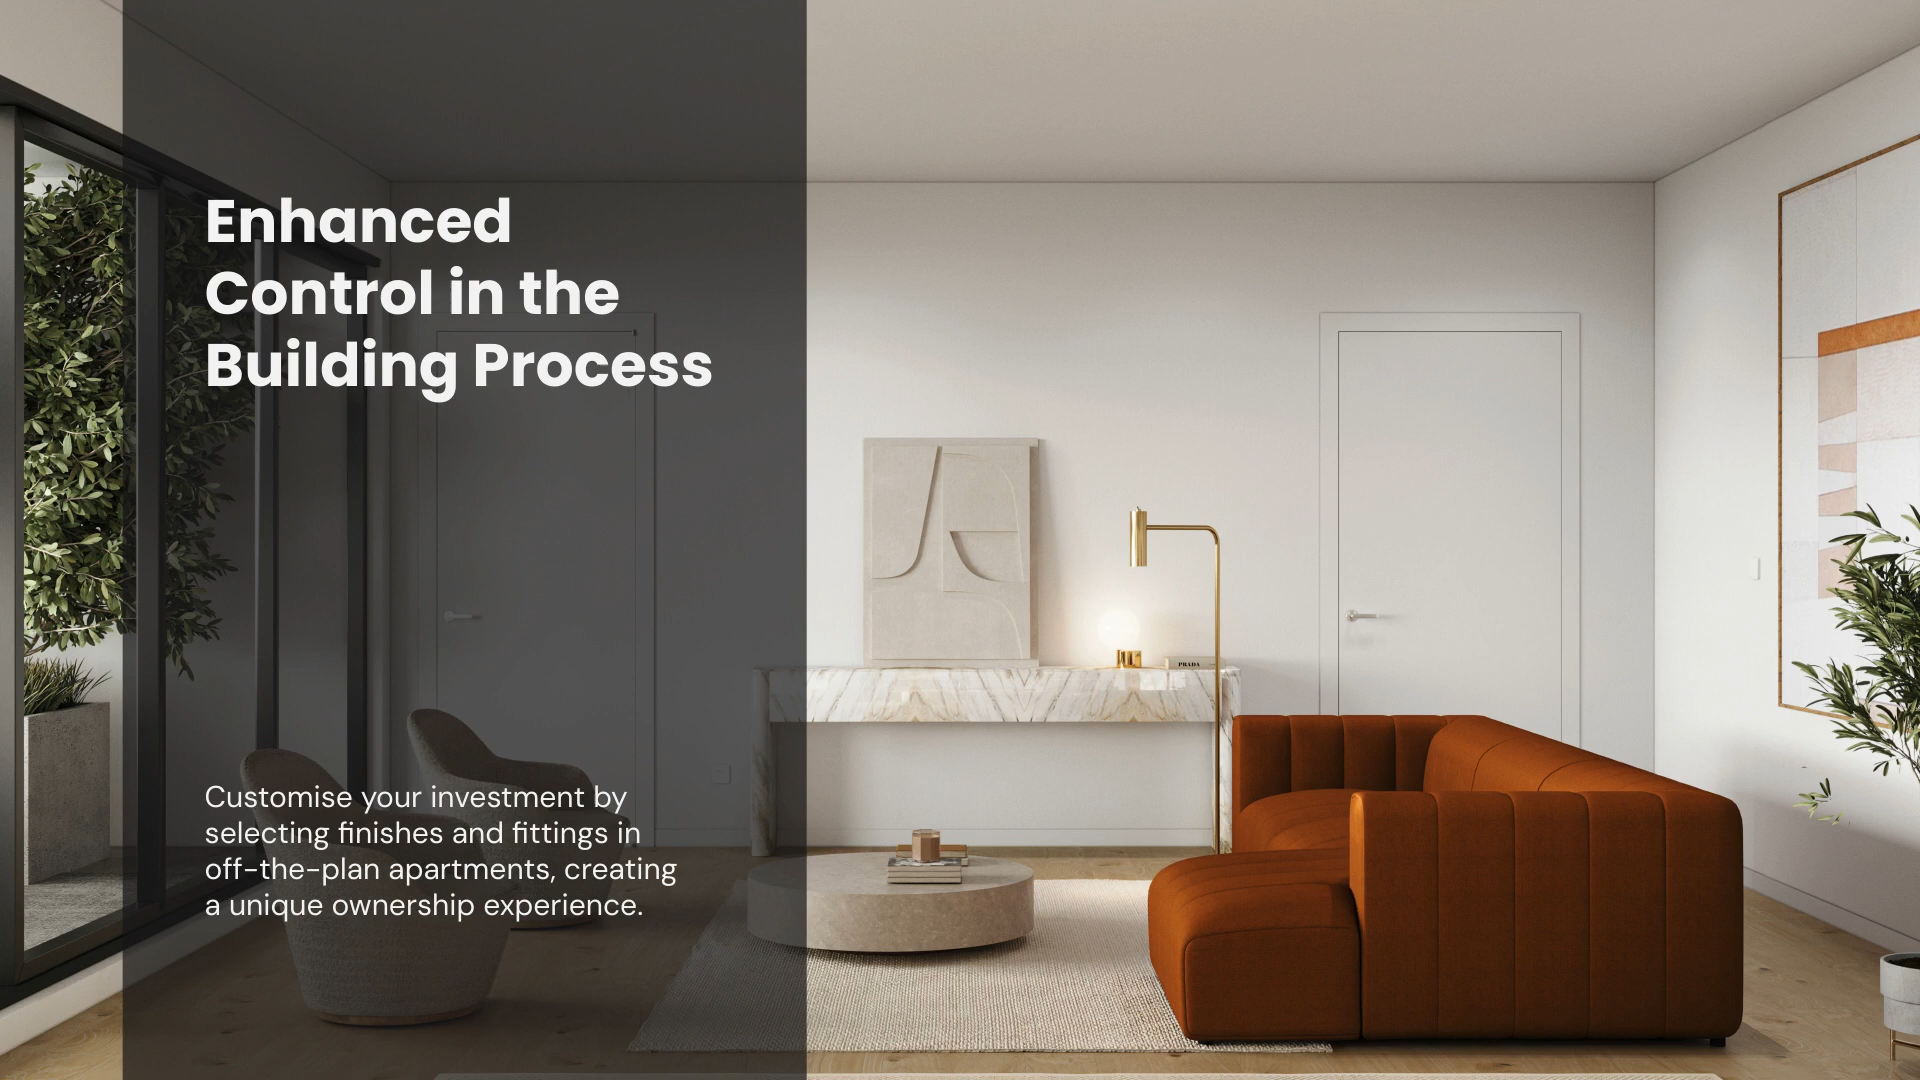 Enhanced
Control in the
Building Process
PRADA
Customise your investment by
selecting finishes and fittings in
off-the-plan apartments, creating
a unique ownership experience.